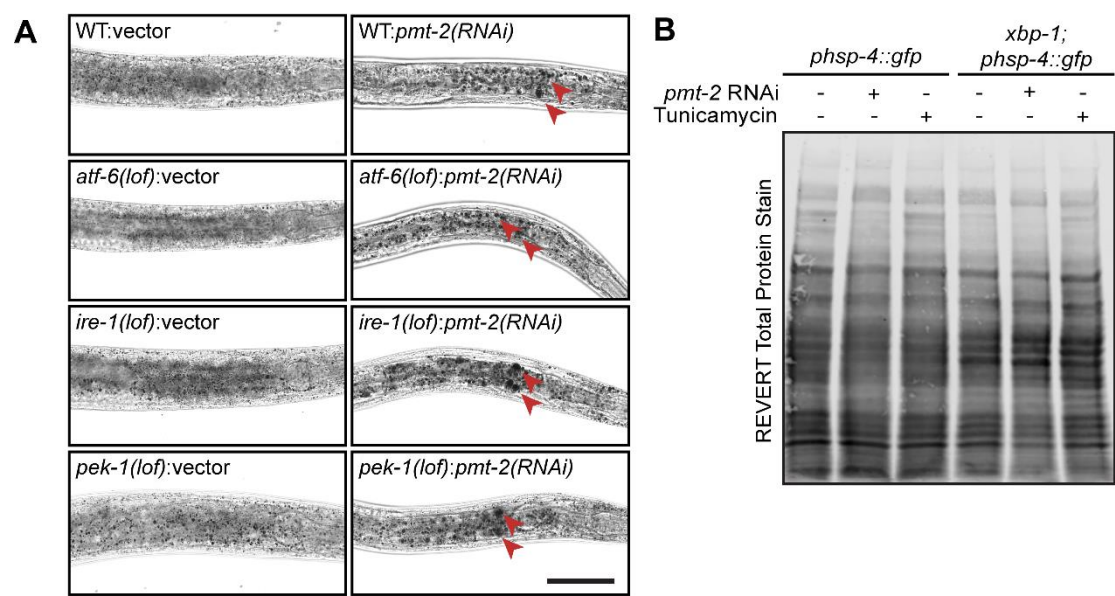 A
WT:vector
WT:pmt-2(RNAi)
atf-6(lof):vector
atf-6(lof):pmt-2(RNAi)
ire-1(lof):vector
ire-1(lof):pmt-2(RNAi)
pek-1(lof):vector
pek-1(lof):pmt-2(RNAi)
B
phsp-4::gfp
xbp-1;
phsp-4::gfp
pmt-2 RNAi - + - - + -
Tunicamycin - - + - - +
REVERT Total Protein Stain